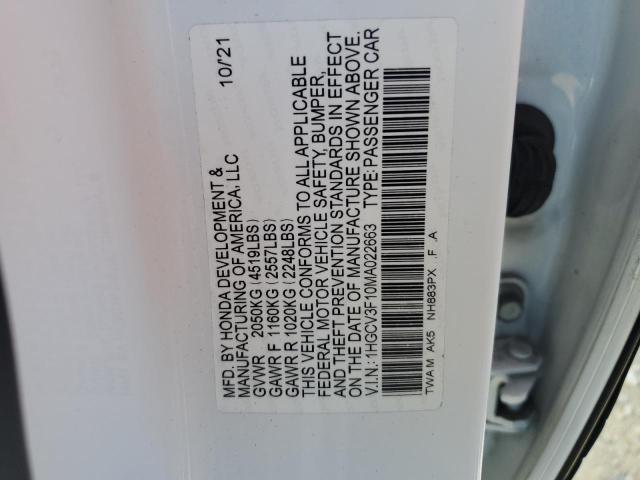 MFD. BY HONDA DEVELOPMENT & 10/'21
MANUFACTURING OF AMERICA, LLC
GVWR 2050KG (4519LBS)
GAWR F 1160KG (2557LBS)
GAWR R 1020KG (2248LBS)
THIS VEHICLE CONFORMS TO ALL APPLICABLE
FEDERAL MOTOR VEHICLE SAFETY, BUMPER,
AND THEFT PREVENTION STANDARDS IN EFFECT
ON THE DATE OF MANUFACTURE SHOWN ABOVE.
V.I.N.: 1HGCV3F10MA022663 TYPE: PASSENGER CAR
TWA M AK5 NH883PX F A